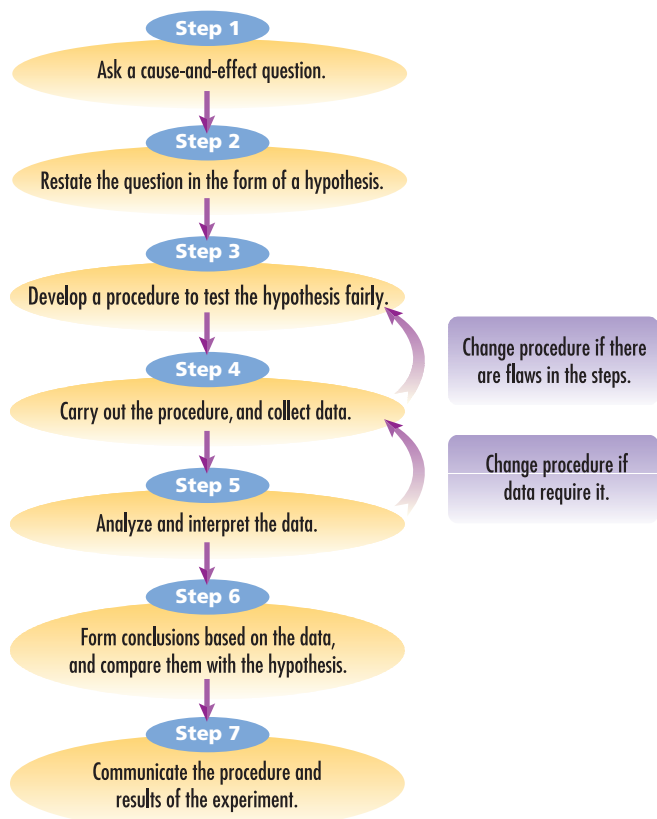 Step 1
Ask a cause-and-effect question.
Step 2
Restate the question in the form of a hypothesis.
Step 3
Develop a procedure to test the hypothesis fairly.
Change procedure if there
are flaws in the steps.
Step 4
Carry out the procedure, and collect data.
Change procedure if
data require it.
Step 5
Analyze and interpret the data.
Step 6
Form conclusions based on the data,
and compare them with the hypothesis.
Step 7
Communicate the procedure and
results of the experiment.